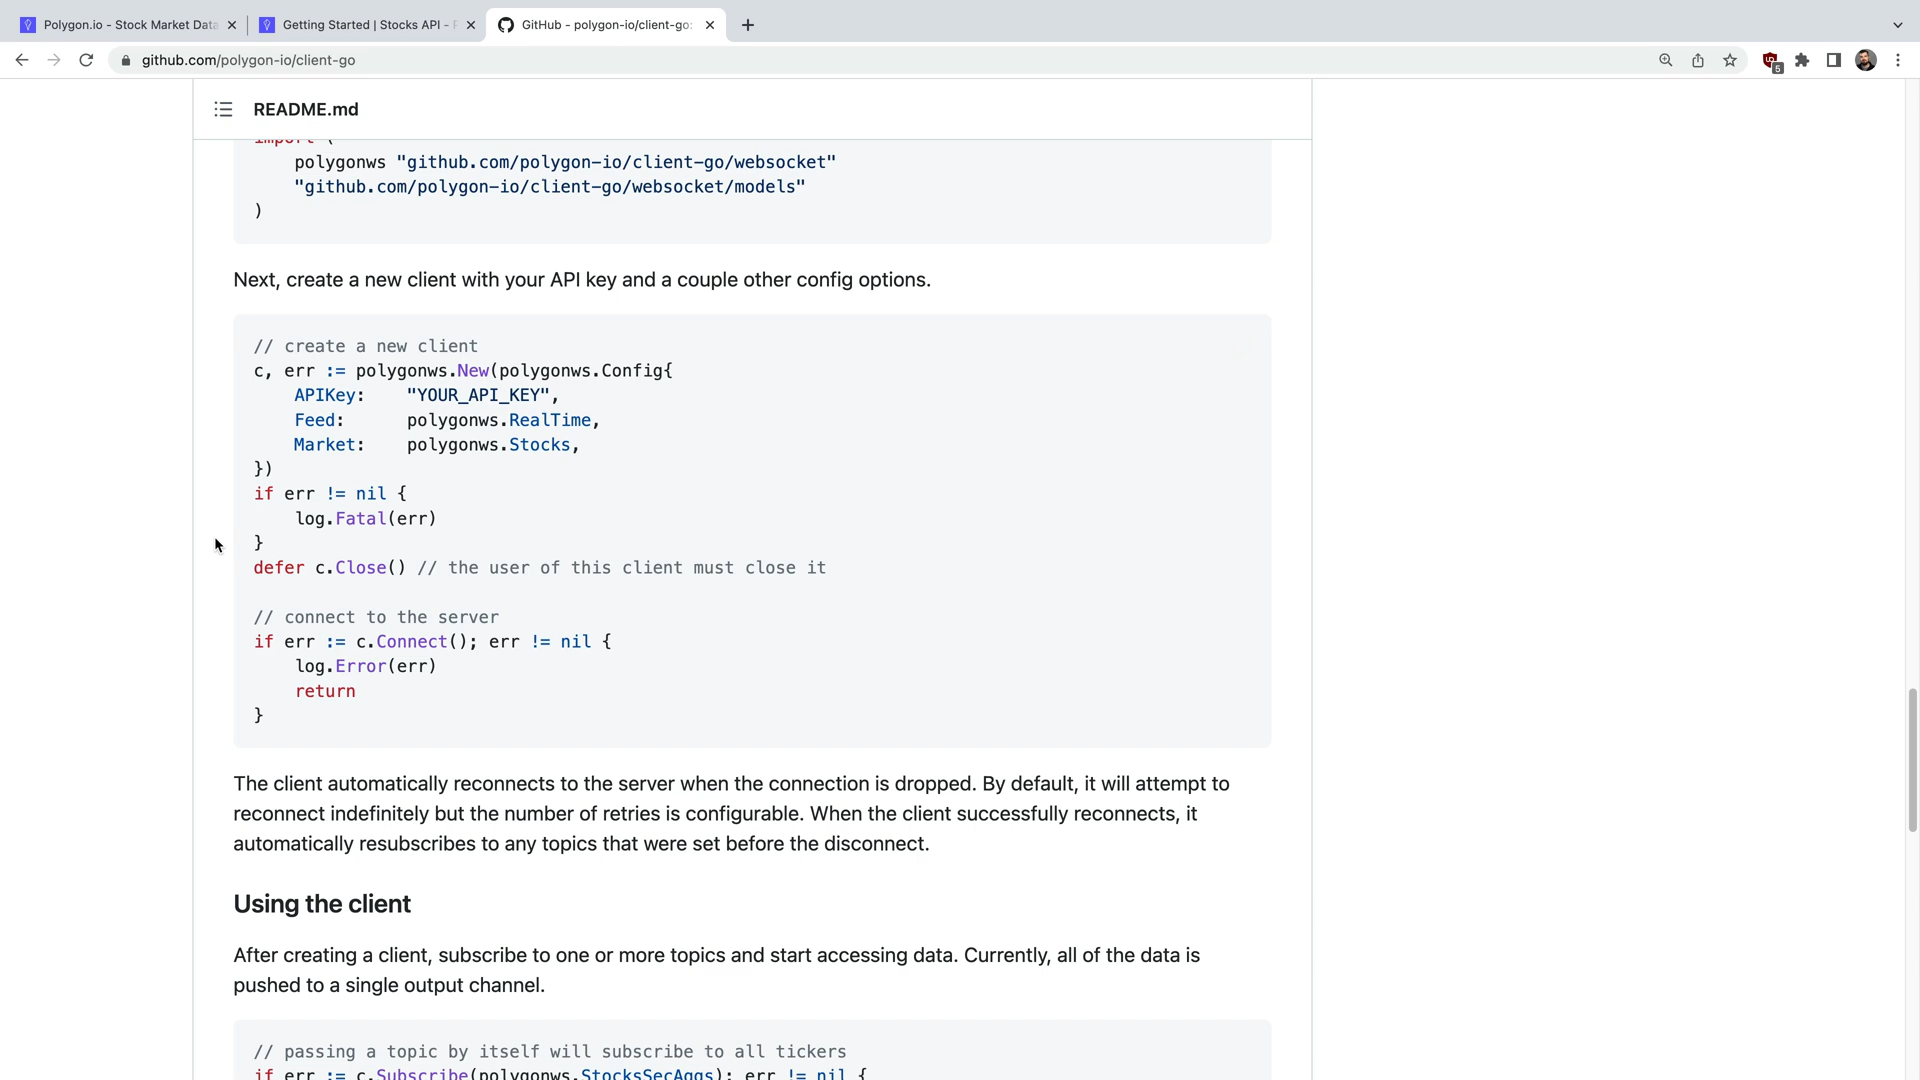 Polygon.io - Stock Market Data
Getting Started | Stocks API -
GitHub - polygon-io/client-go:
github.com/polygon-io/client-go
5
README.md
import (
polygonws "github.com/polygon-io/client-go/websocket"
"github.com/polygon-io/client-go/websocket/models"
)
Next, create a new client with your API key and a couple other config options.
// create a new client
c, err := polygonws.New(polygonws.Config{
APIKey: "YOUR_API_KEY",
Feed: polygonws.RealTime,
Market: polygonws.Stocks,
})
if err != nil {
log.Fatal(err)
}
defer c.Close() // the user of this client must close it
// connect to the server
if err := c.Connect(); err != nil {
log.Error(err)
return
}
The client automatically reconnects to the server when the connection is dropped. By default, it will attempt to
reconnect indefinitely but the number of retries is configurable. When the client successfully reconnects, it
automatically resubscribes to any topics that were set before the disconnect.
Using the client
After creating a client, subscribe to one or more topics and start accessing data. Currently, all of the data is
pushed to a single output channel.
// passing a topic by itself will subscribe to all tickers
if err := c.Subscribe(polygonws.StocksSecAggs); err != nil {